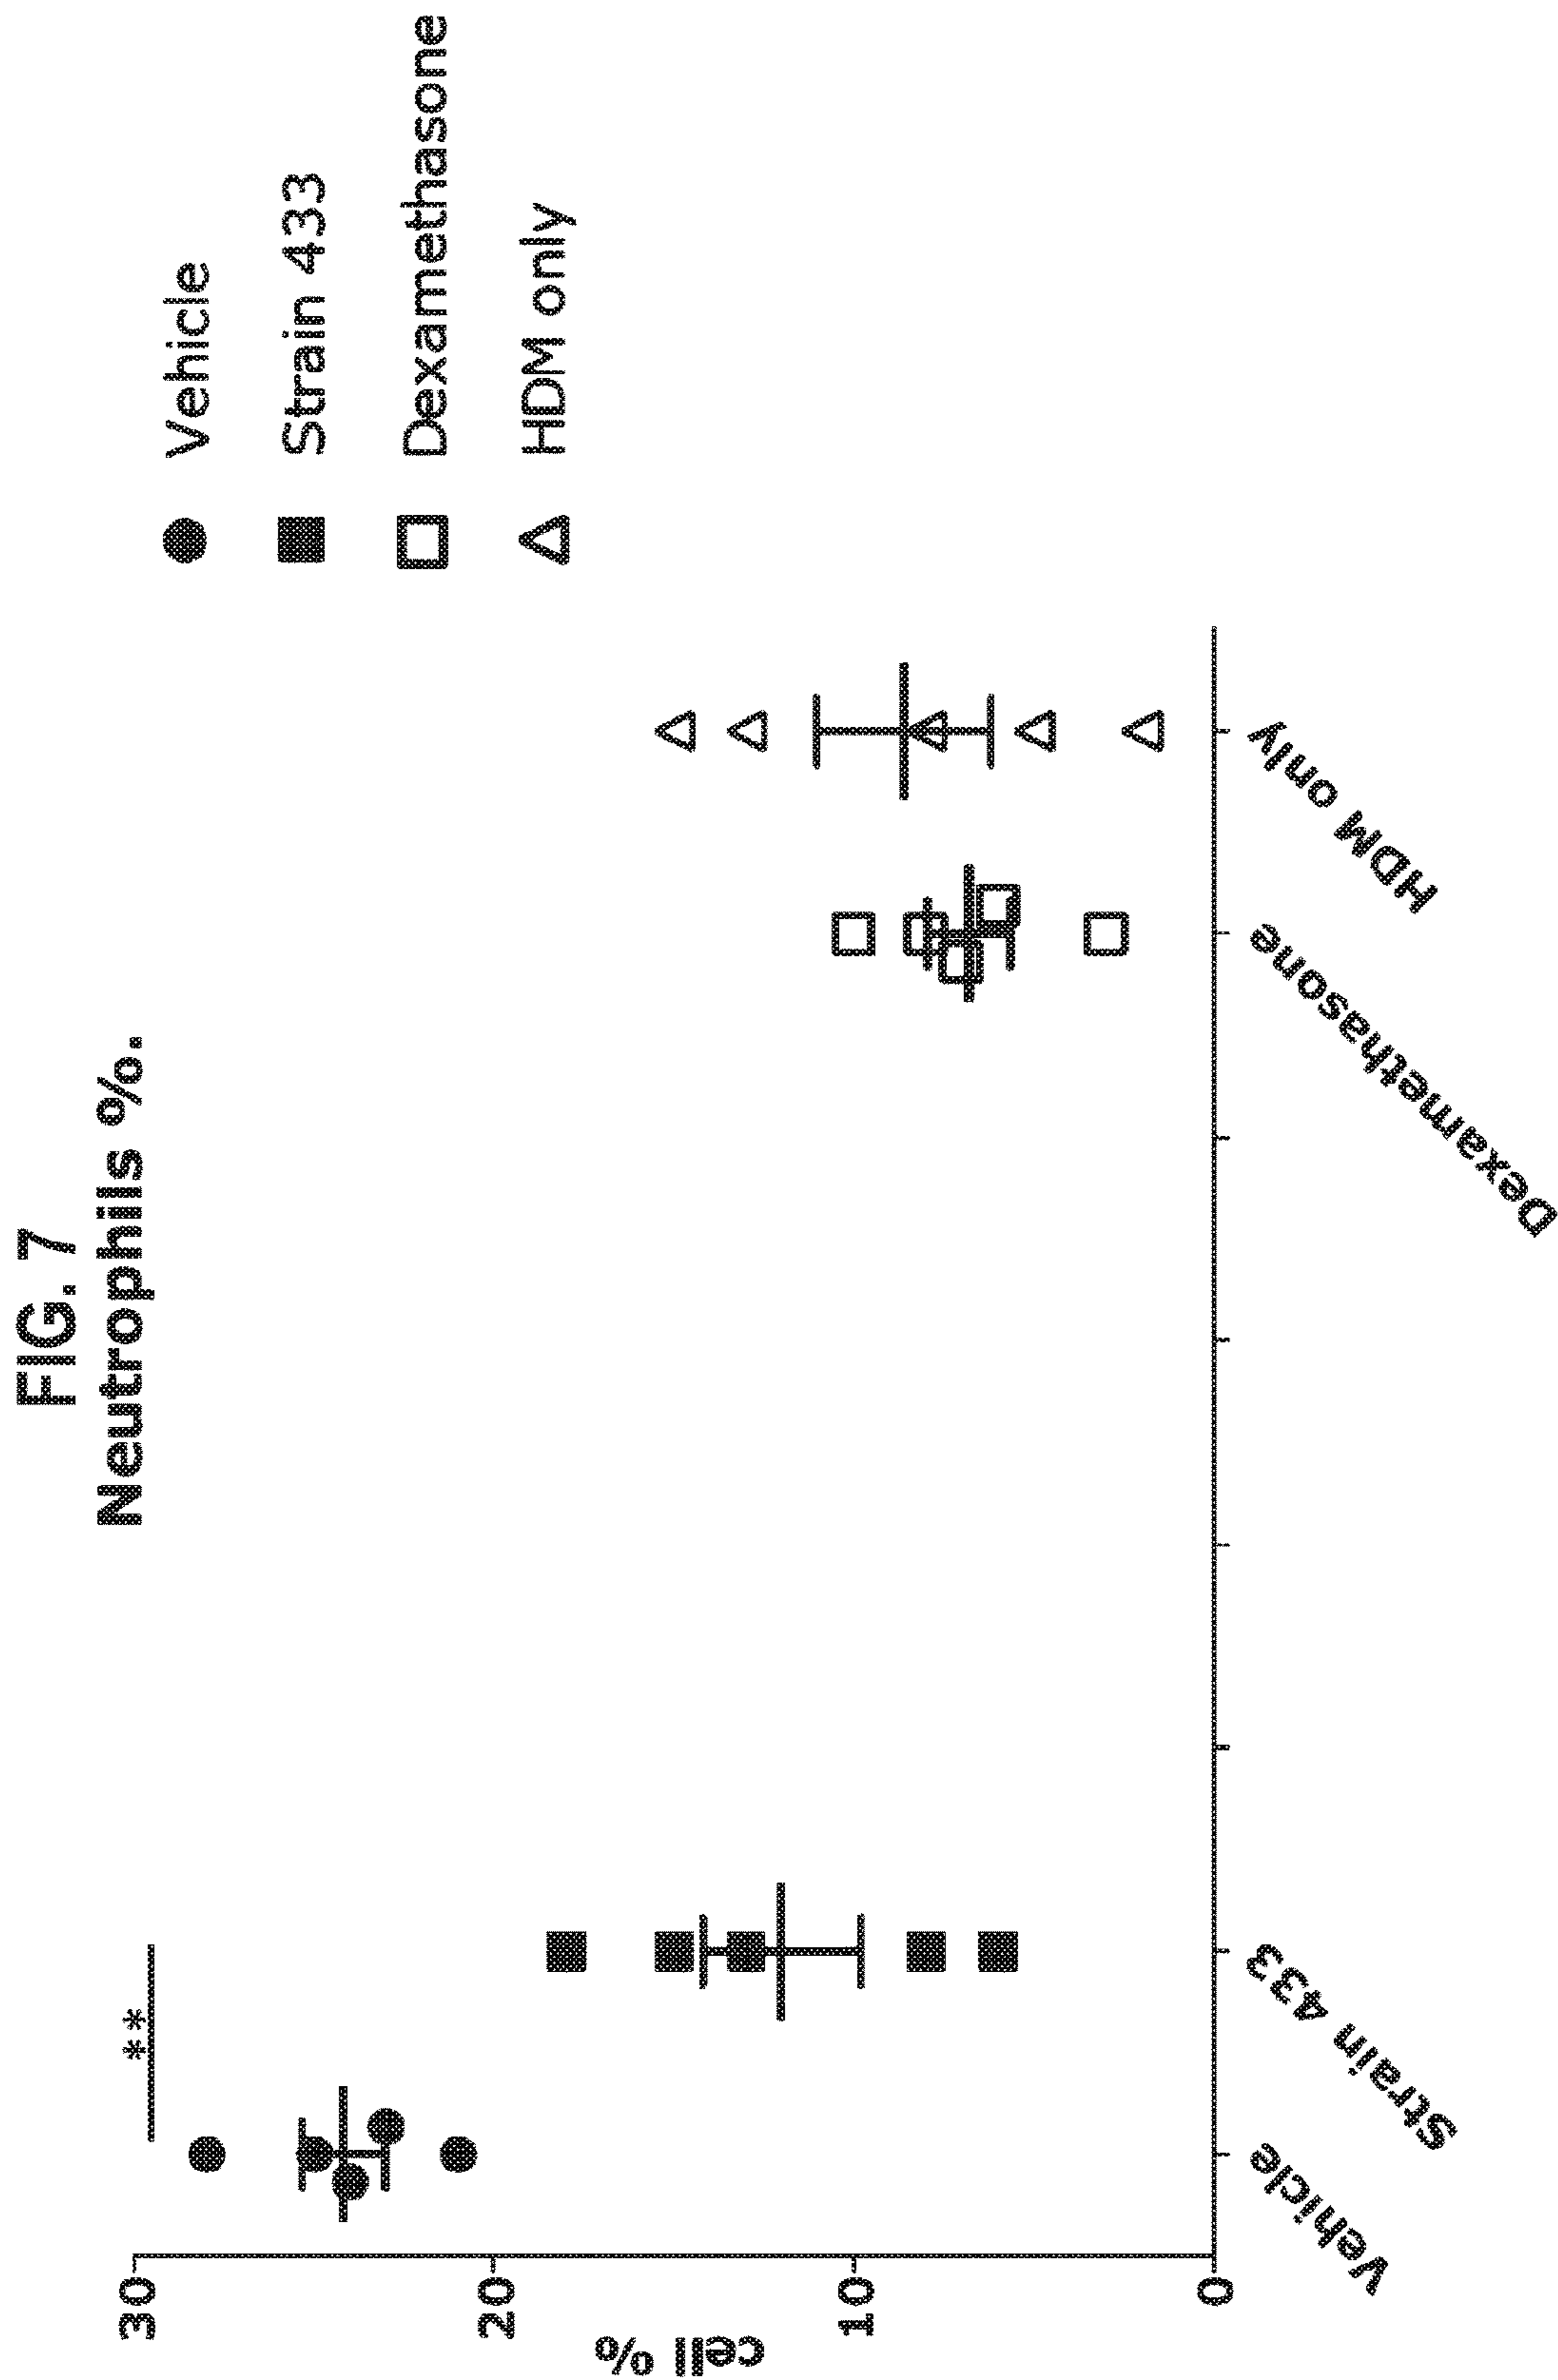 FIG. 7
Neutrophils %.
**
cell %
30
20
10
0
Vehicle
Strain 433
Dexamethasone
HDM only
Vehicle
Strain 433
Dexamethasone
HDM only